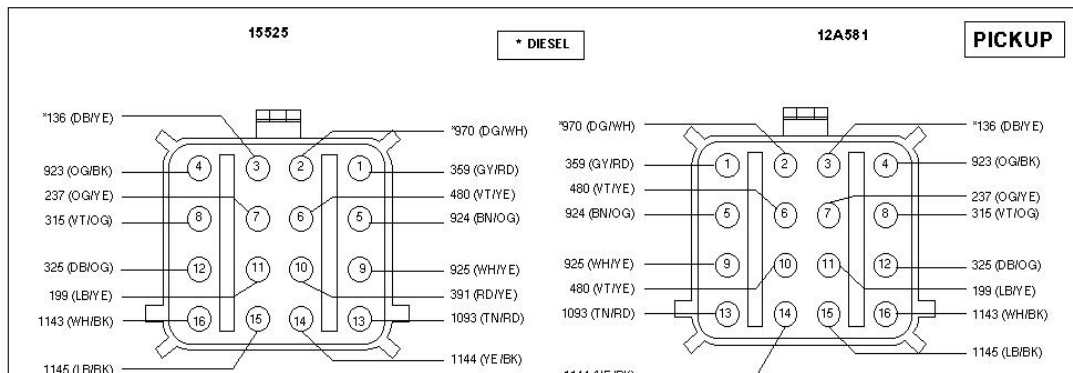 15525
* DIESEL
12A581
PICKUP
*136 (DB/YE)
*970 (DG/WH)
923 (OG/BK)
359 (GY/RD)
237 (OG/YE)
480 (VT/YE)
315 (VT/OG)
924 (BN/OG)
325 (DB/OG)
925 (WH/YE)
199 (LB/YE)
391 (RD/YE)
1143 (WH/BK)
1093 (TN/RD)
1145 (LB/BK)
1144 (YE/BK)
4 3 2 1
8 7 6 5
12 11 10 9
16 15 14 13
*970 (DG/WH)
*136 (DB/YE)
359 (GY/RD)
923 (OG/BK)
480 (VT/YE)
237 (OG/YE)
924 (BN/OG)
315 (VT/OG)
925 (WH/YE)
325 (DB/OG)
480 (VT/YE)
199 (LB/YE)
1093 (TN/RD)
1143 (WH/BK)
1145 (LB/BK)
1144 (YE/BK)
1 2 3 4
5 6 7 8
9 10 11 12
13 14 15 16